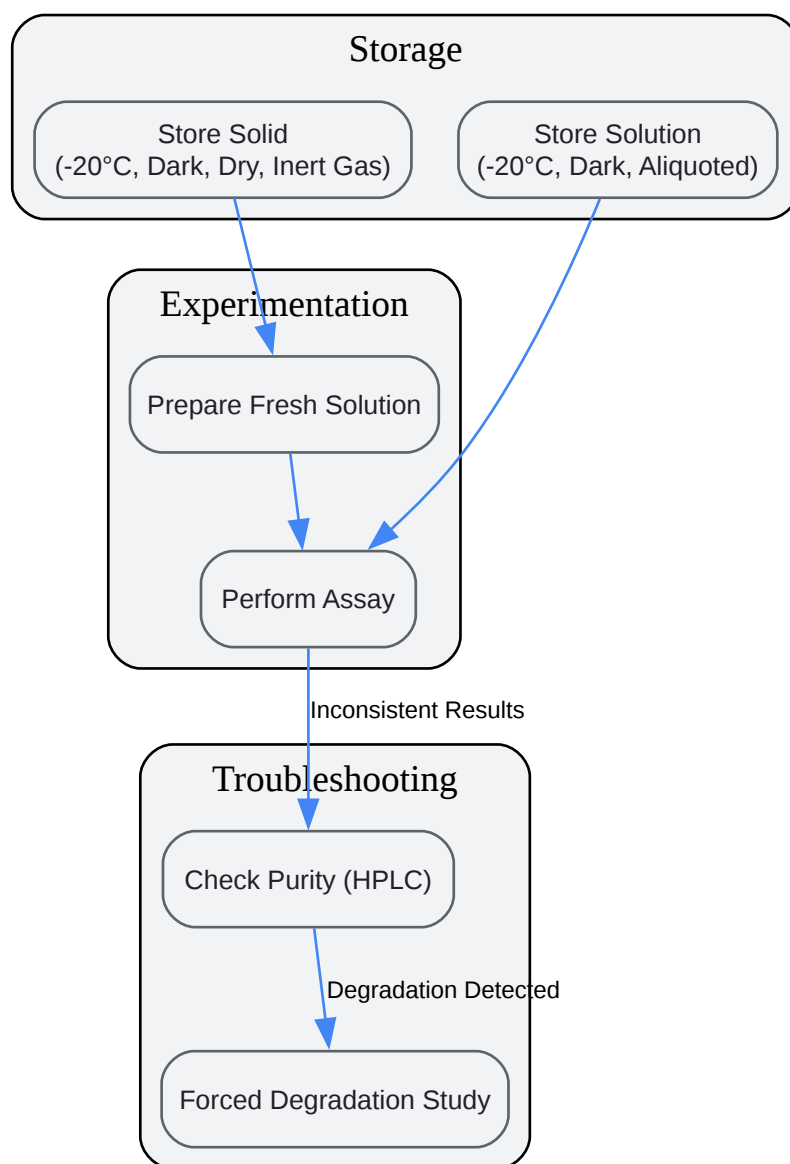 Storage
Store Solid
(-20°C, Dark, Dry, Inert Gas)
Store Solution
(-20°C, Dark, Aliquoted)
Experimentation
Prepare Fresh Solution
Perform Assay
Inconsistent Results
Troubleshooting
Check Purity (HPLC)
Degradation Detected
Forced Degradation Study